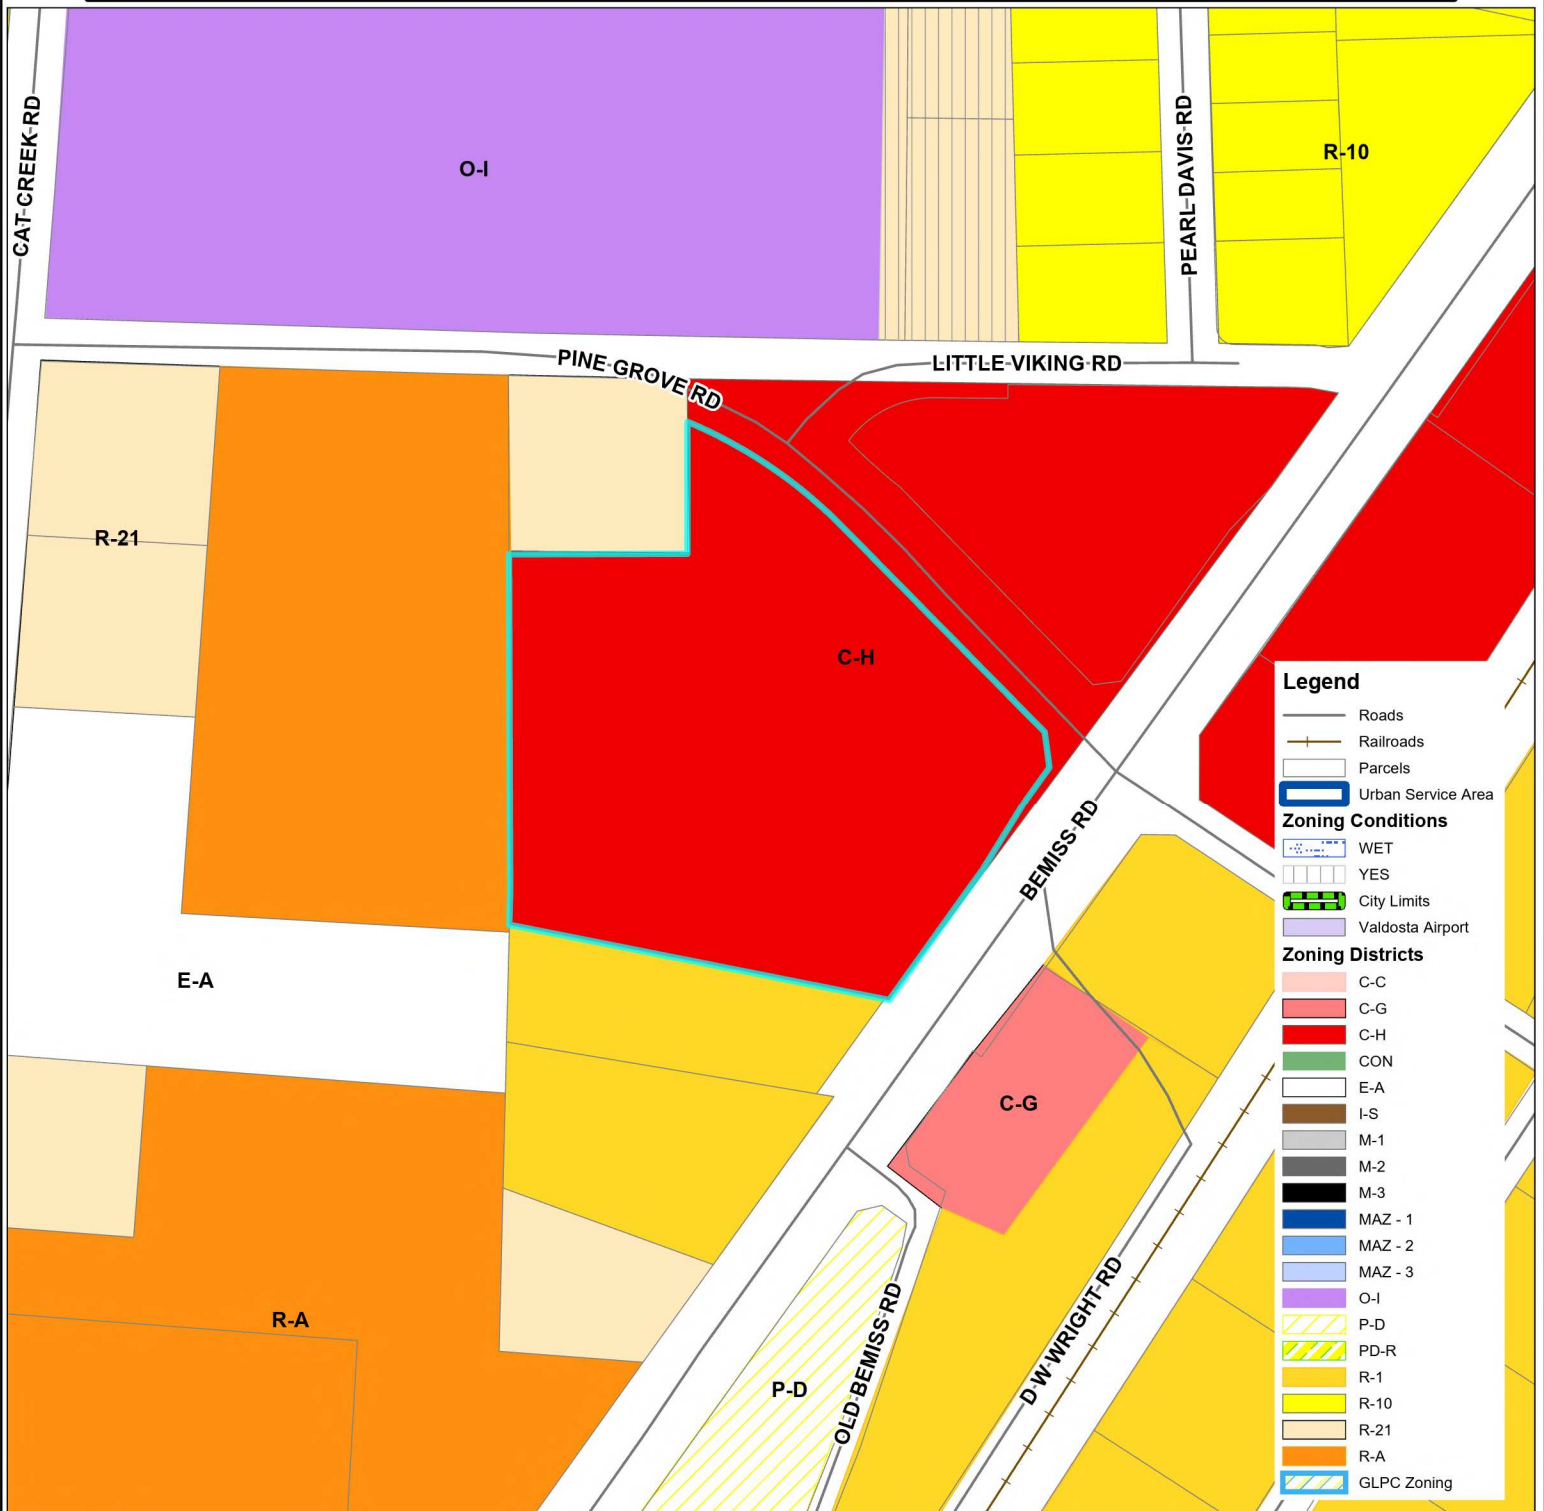 CAT CREEK RD
O-I
PEARL DAVIS RD
R-10
PINE GROVE RD
LITTLE VIKING RD
R-21
C-H
BEMISS RD
E-A
C-G
R-A
P-D
OLD BEMISS RD
D W WRIGHT RD
Legend
Roads
Railroads
Parcels
Urban Service Area
Zoning Conditions
WET
YES
City Limits
Valdosta Airport
Zoning Districts
C-C
C-G
C-H
CON
E-A
I-S
M-1
M-2
M-3
MAZ - 1
MAZ - 2
MAZ - 3
O-I
P-D
PD-R
R-1
R-10
R-21
R-A
GLPC Zoning